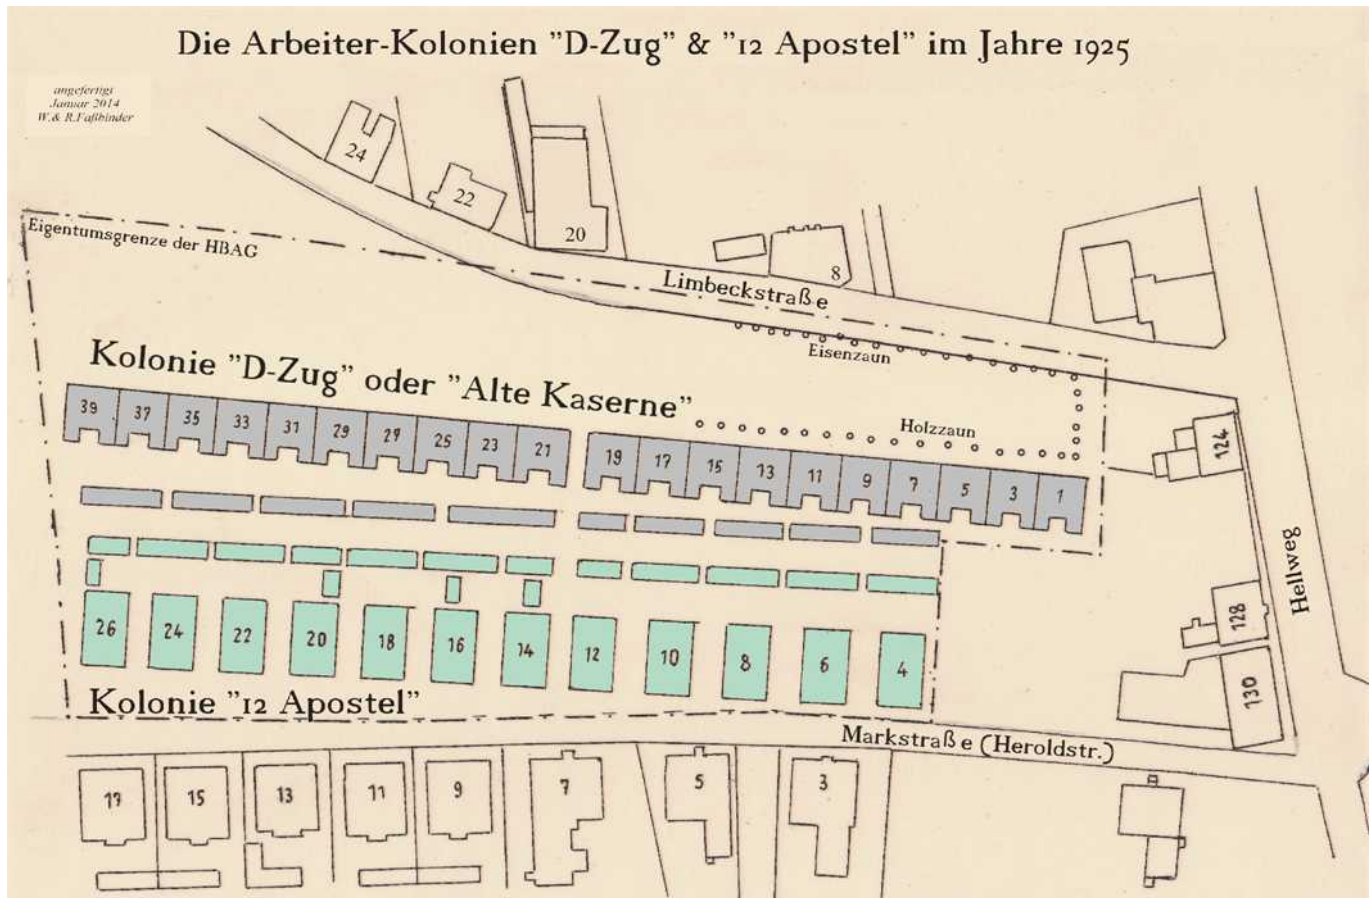 Die Arbeiter-Kolonien "D-Zug" & "12 Apostel" im Jahre 1925
angefertigt
Januar 2014
W. & R. Faßbinder
24
22
20
8
Eigentumsgrenze der HBAG
Limbeckstraße
Eisenzaun
Kolonie "D-Zug" oder "Alte Kaserne"
Holzzaun
39 37 35 33 31 29 27 25 23 21 19 17 15 13 11 9 7 5 3 1
124
Hellweg
128
130
26 24 22 20 18 16 14 12 10 8 6 4
Kolonie "12 Apostel"
Markstraße (Heroldstr.)
17 15 13 11 9 7 5 3